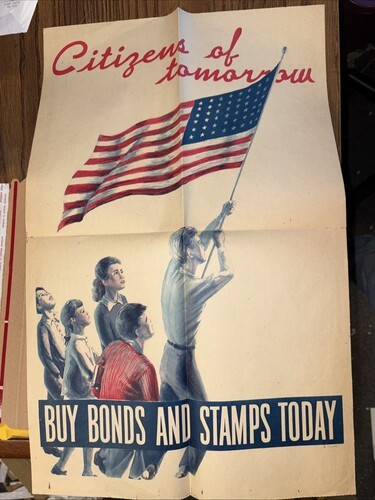 Citizens of
tomorrow
BUY BONDS AND STAMPS TODAY